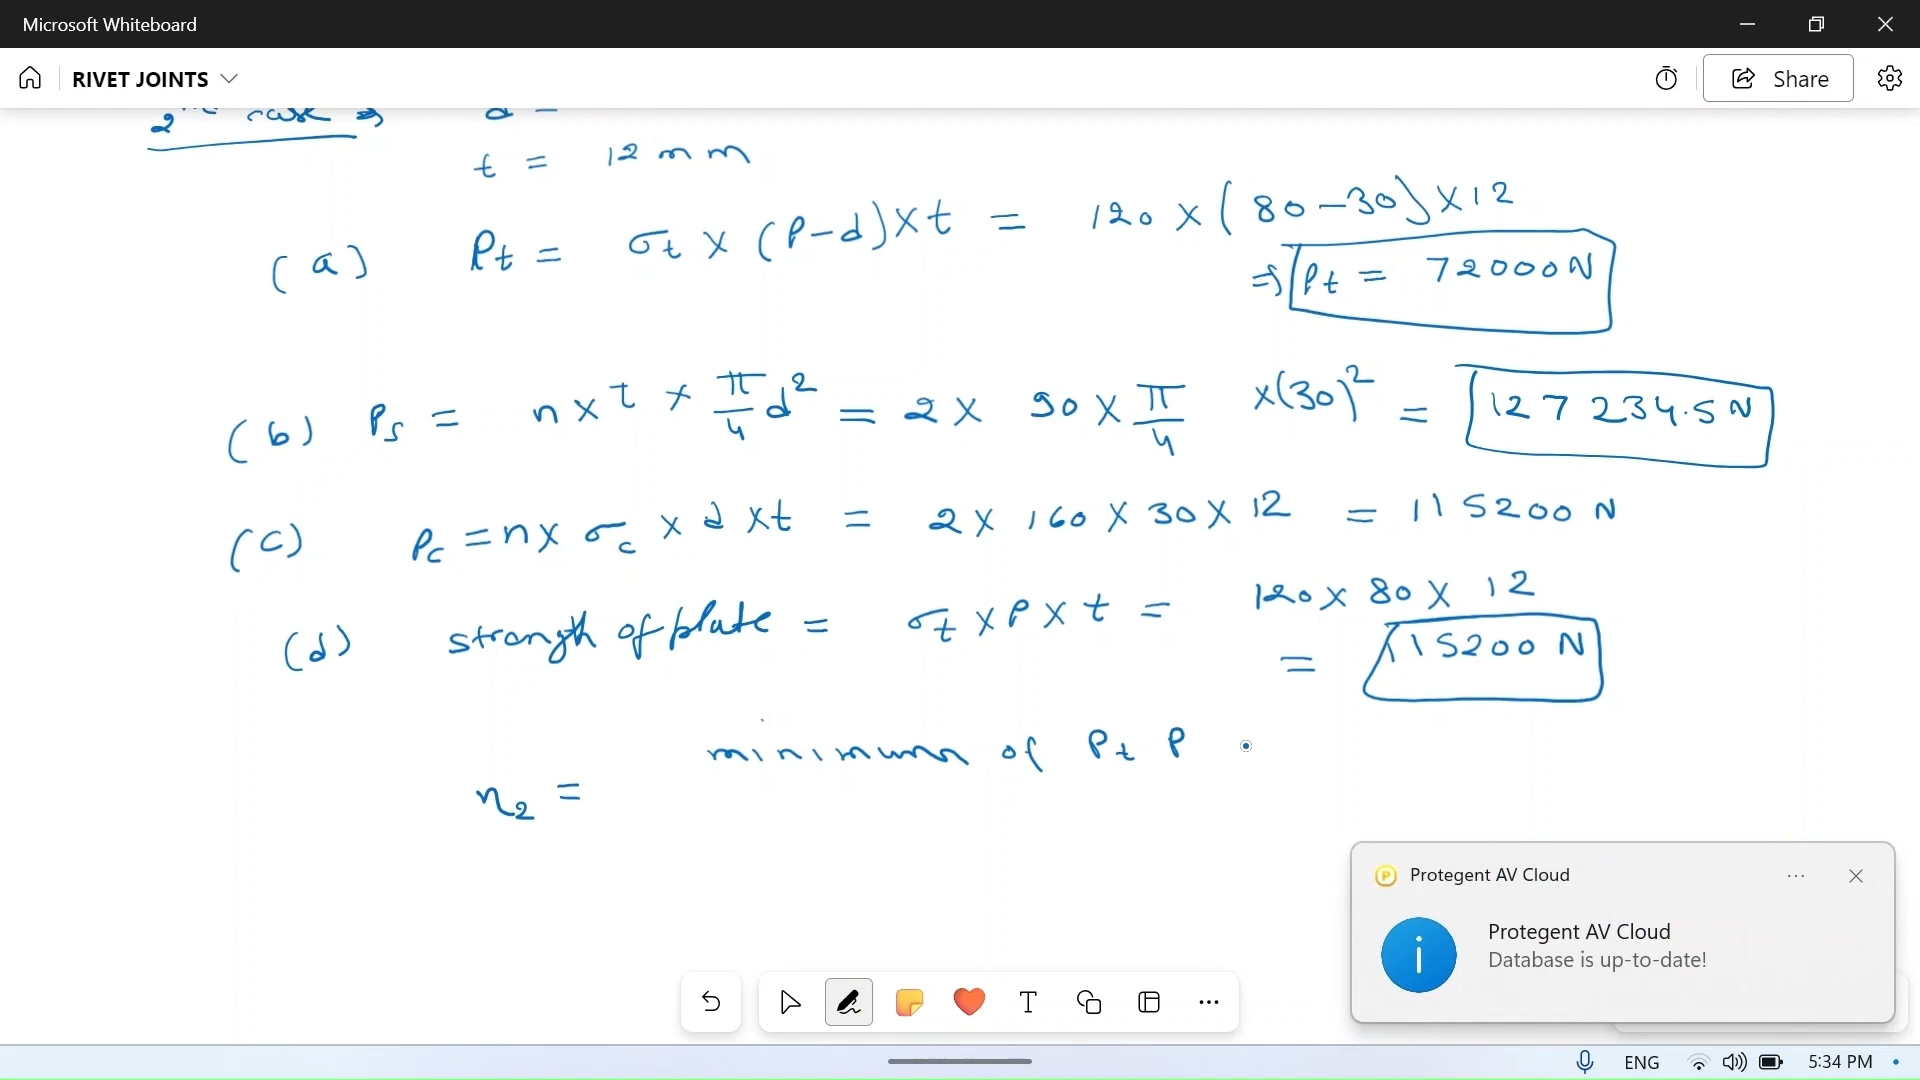 Microsoft Whiteboard
RIVET JOINTS
Share
2nd case ⇒ d =
t = 12 mm
(a) Pt = σt × (P-d) × t = 120 × (80-30) × 12
⇒ Pt = 72000 N
(b) Ps = n × τ × π/4 d² = 2 × 90 × π/4 × (30)² = 127234.5 N
(c) Pc = n × σc × d × t = 2 × 160 × 30 × 12 = 115200 N
(d) strength of plate = σt × P × t = 120 × 80 × 12
= 115200 N
minimum of Pt P
η2 =
Protegent AV Cloud
Protegent AV Cloud
Database is up-to-date!
T
ENG
5:34 PM